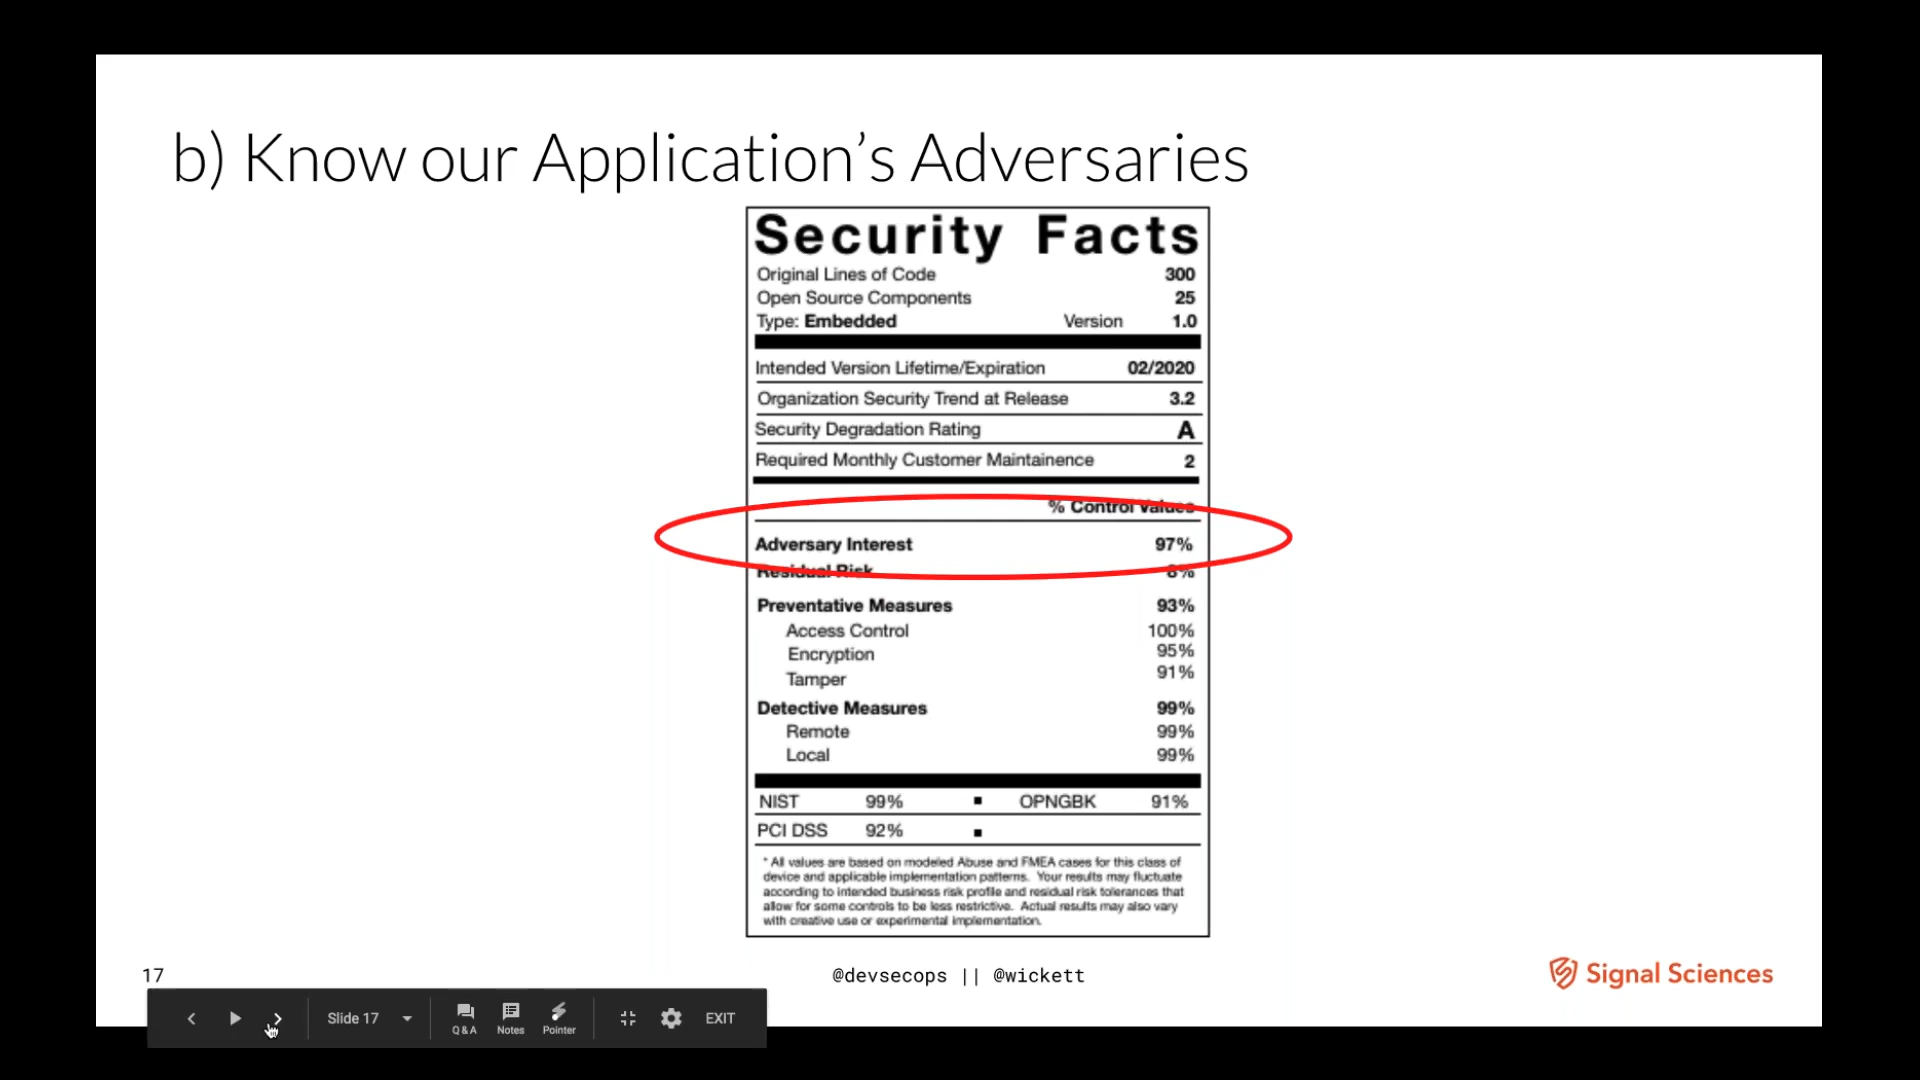 b) Know our Application’s Adversaries
Security Facts
Original Lines of Code 300
Open Source Components 25
Type: Embedded Version 1.0
Intended Version Lifetime/Expiration 02/2020
Organization Security Trend at Release 3.2
Security Degradation Rating A
Required Monthly Customer Maintainence 2
% Control Values
Adversary Interest 97%
Residual Risk 8%
Preventative Measures 93%
Access Control 100%
Encryption 95%
Tamper 91%
Detective Measures 99%
Remote 99%
Local 99%
NIST 99% ▪ OPNGBK 91%
PCI DSS 92% ▪
* All values are based on modeled Abuse and FMEA cases for this class of
device and applicable implementation patterns. Your results may fluctuate
according to intended business risk profile and residual risk tolerances that
allow for some controls to be less restrictive. Actual results may also vary
with creative use or experimental implementation.
17
@devsecops || @wickett
Signal Sciences
Slide 17
Q&A
Notes
Pointer
EXIT